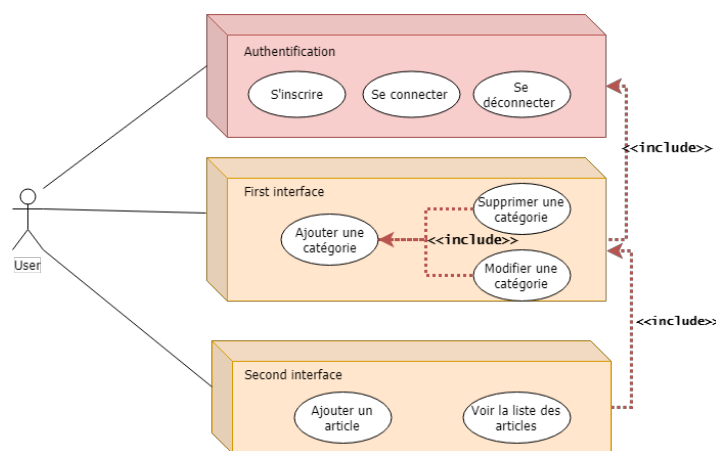 Authentification
S'inscrire
Se connecter
Se
déconnecter
<<include>>
First interface
Supprimer une
catégorie
Ajouter une
catégorie
<<include>>
Modifier une
catégorie
User
<<include>>
Second interface
Ajouter un
article
Voir la liste des
articles